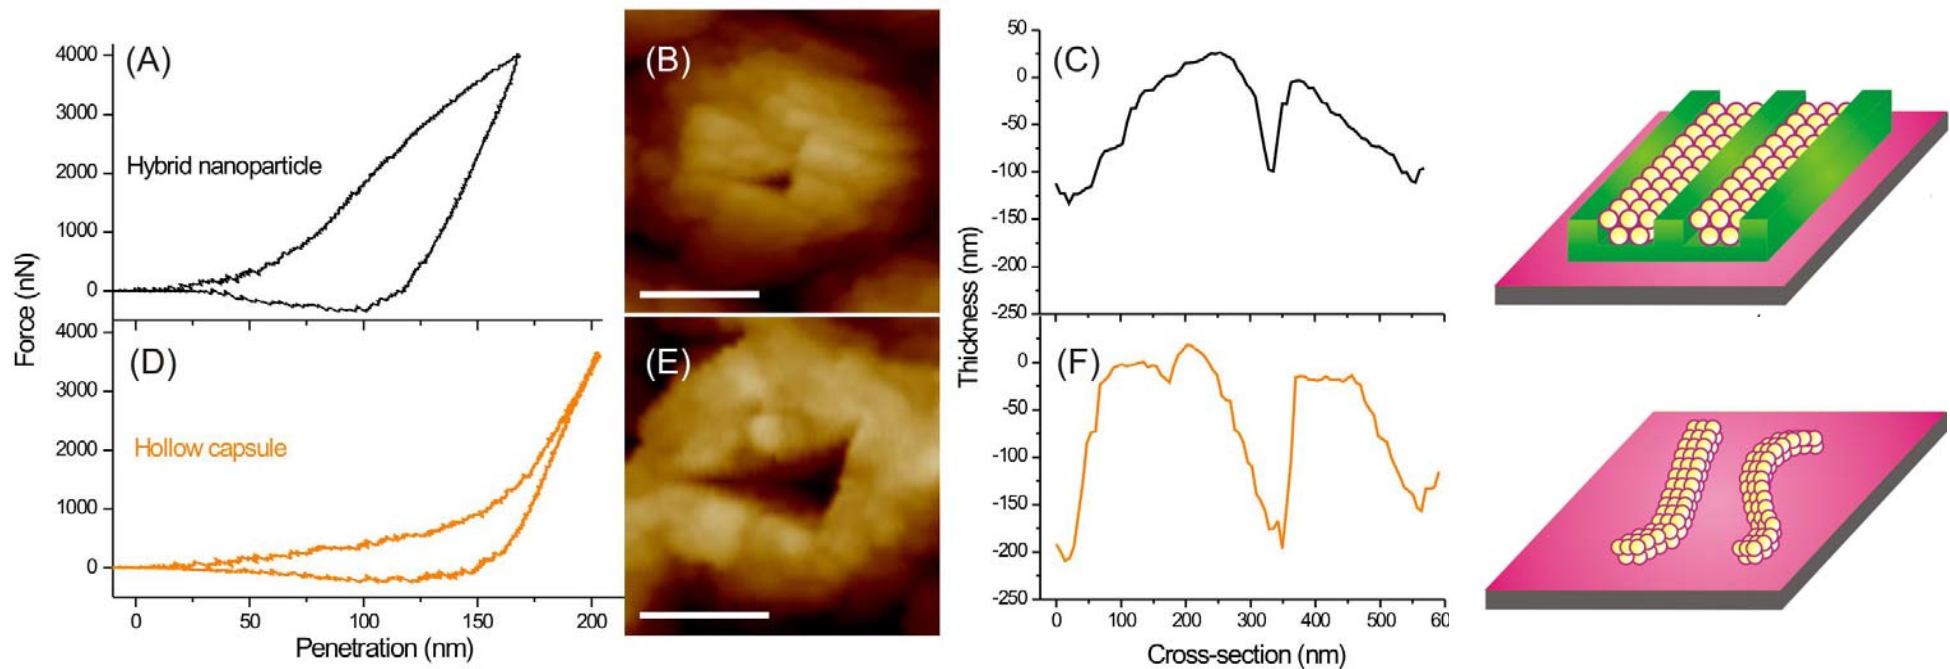 (A)
4000
3000
2000
1000
0
Hybrid nanoparticle
Force (nN)
(D)
4000
3000
2000
1000
0
Hollow capsule
0 50 100 150 200
Penetration (nm)
(B)
(E)
(C)
50
0
-50
-100
-150
-200
-250
Thickness (nm)
(F)
0
-50
-100
-150
-200
-250
0 100 200 300 400 500 60
Cross-section (nm)